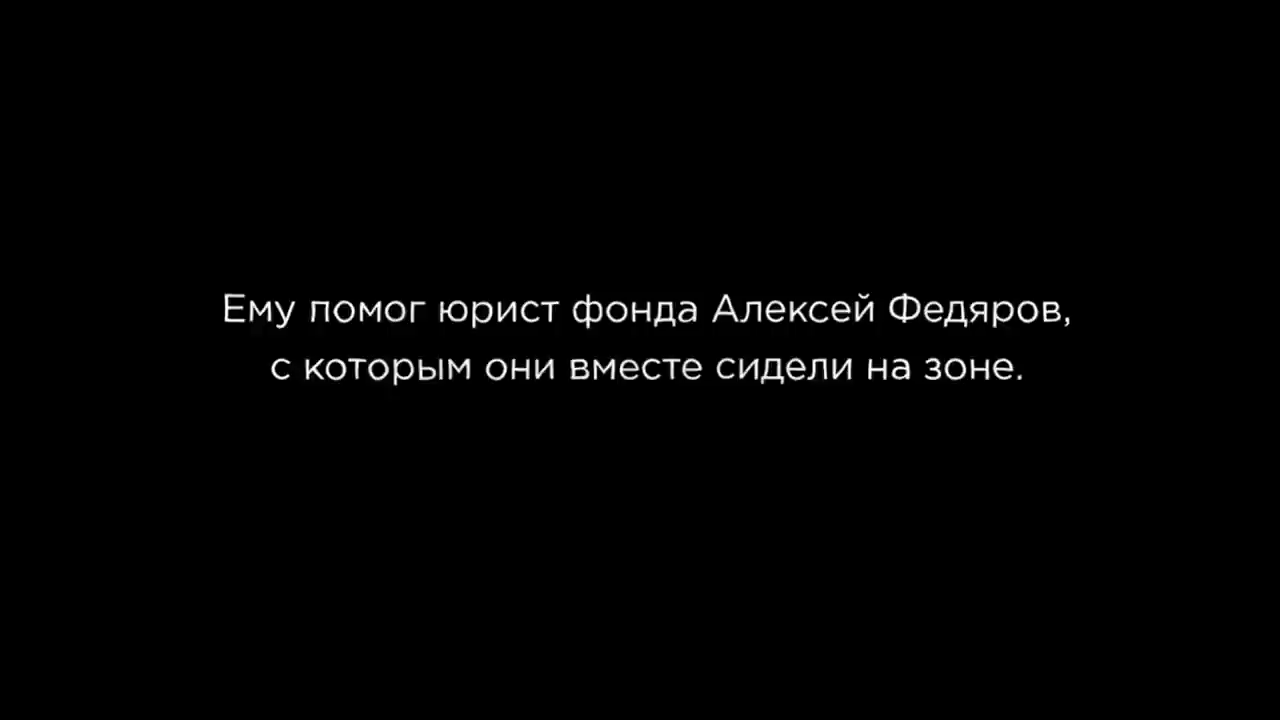 Ему помог юрист фонда Алексей Федяров,
с которым они вместе сидели на зоне.